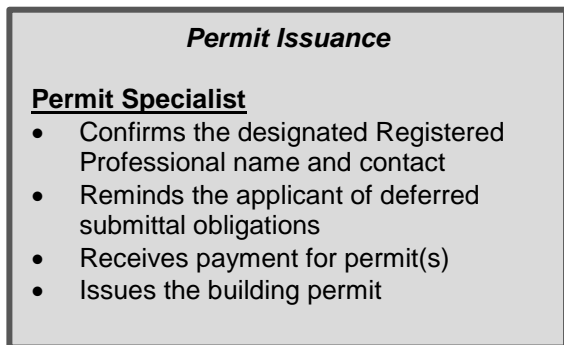 Permit Issuance
Permit Specialist
• Confirms the designated Registered
Professional name and contact
• Reminds the applicant of deferred
submittal obligations
• Receives payment for permit(s)
• Issues the building permit